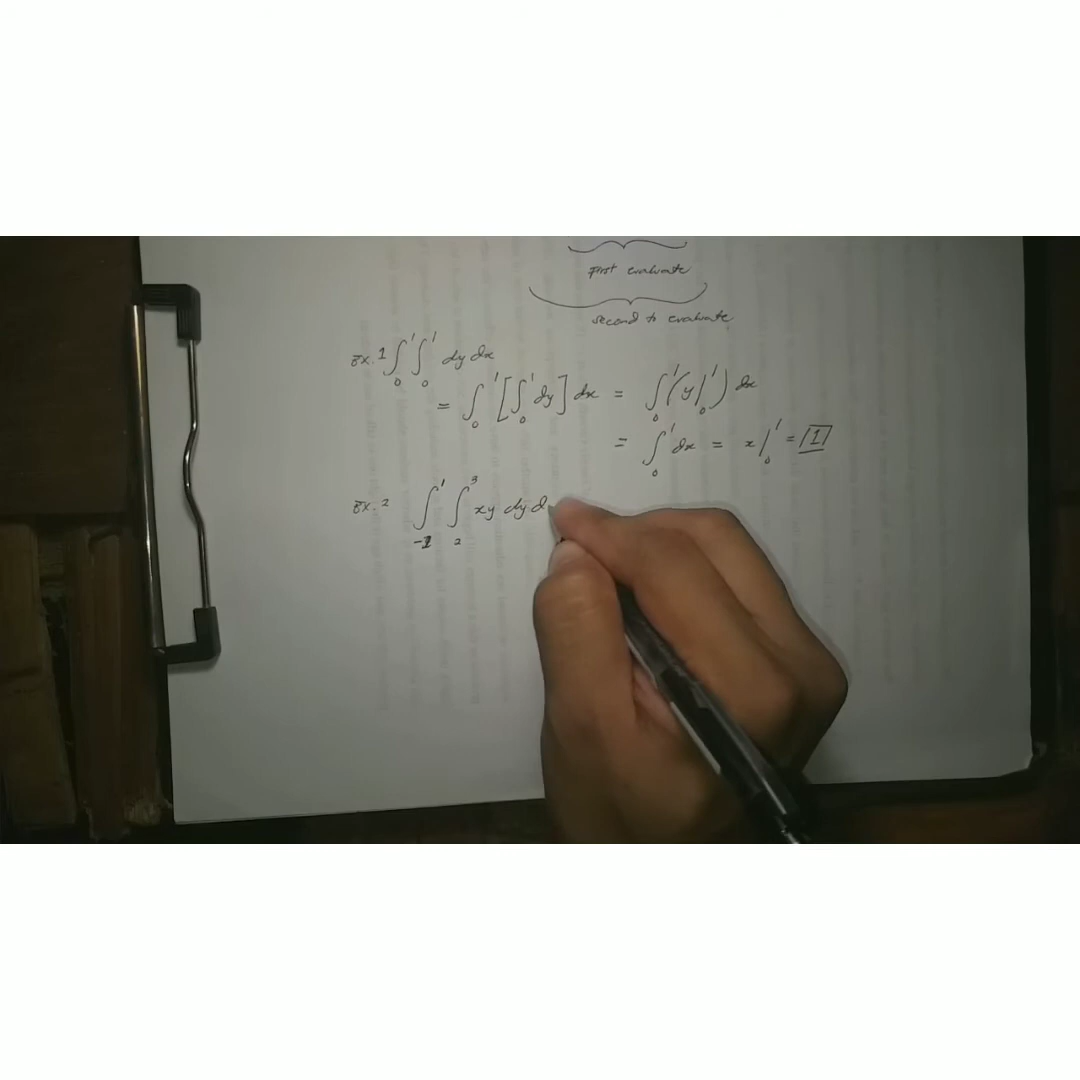 First evaluate
second to evaluate
Ex. 1 ∫₀¹ ∫₀¹ dy dx
= ∫₀¹ [∫₀¹ dy] dx = ∫₀¹ (y|₀¹) dx
= ∫₀¹ dx = x|₀¹ = 1
Ex. 2 ∫₋₁¹ ∫₂³ xy dy d